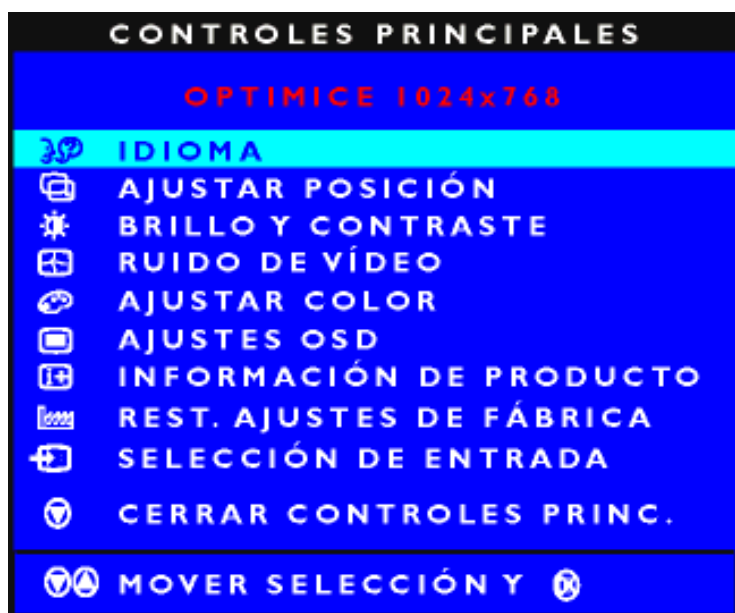 CONTROLES PRINCIPALES
OPTIMICE 1024x768
IDIOMA
AJUSTAR POSICIÓN
BRILLO Y CONTRASTE
RUIDO DE VÍDEO
AJUSTAR COLOR
AJUSTES OSD
INFORMACIÓN DE PRODUCTO
REST. AJUSTES DE FÁBRICA
SELECCIÓN DE ENTRADA
CERRAR CONTROLES PRINC.
MOVER SELECCIÓN Y OK